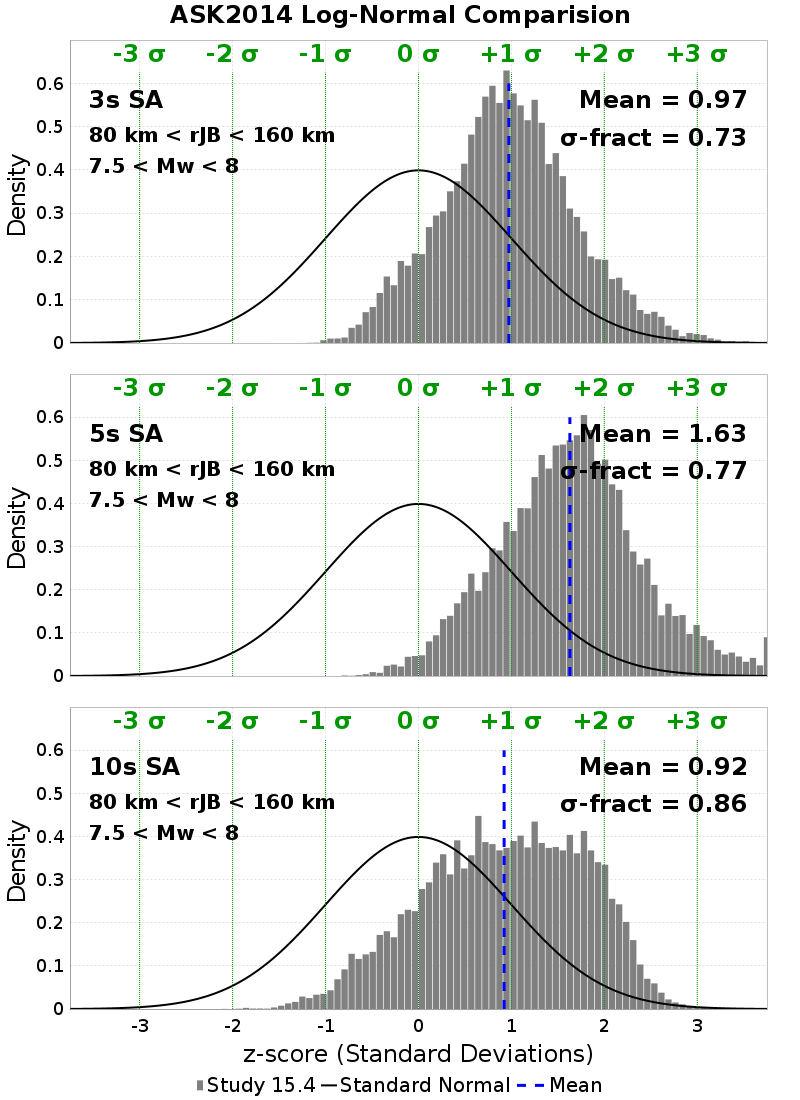 ASK2014 Log-Normal Comparision
-3 σ -2 σ -1 σ 0 σ +1 σ +2 σ +3 σ
3s SA
80 km < rJB < 160 km
7.5 < Mw < 8
Mean = 0.97
σ-fract = 0.73
Density
0.6
0.5
0.4
0.3
0.2
0.1
0
-3 σ -2 σ -1 σ 0 σ +1 σ +2 σ +3 σ
5s SA
80 km < rJB < 160 km
7.5 < Mw < 8
Mean = 1.63
σ-fract = 0.77
Density
0.6
0.5
0.4
0.3
0.2
0.1
0
-3 σ -2 σ -1 σ 0 σ +1 σ +2 σ +3 σ
10s SA
80 km < rJB < 160 km
7.5 < Mw < 8
Mean = 0.92
σ-fract = 0.86
Density
0.6
0.5
0.4
0.3
0.2
0.1
0
-3 -2 -1 0 1 2 3
z-score (Standard Deviations)
Study 15.4 Standard Normal Mean